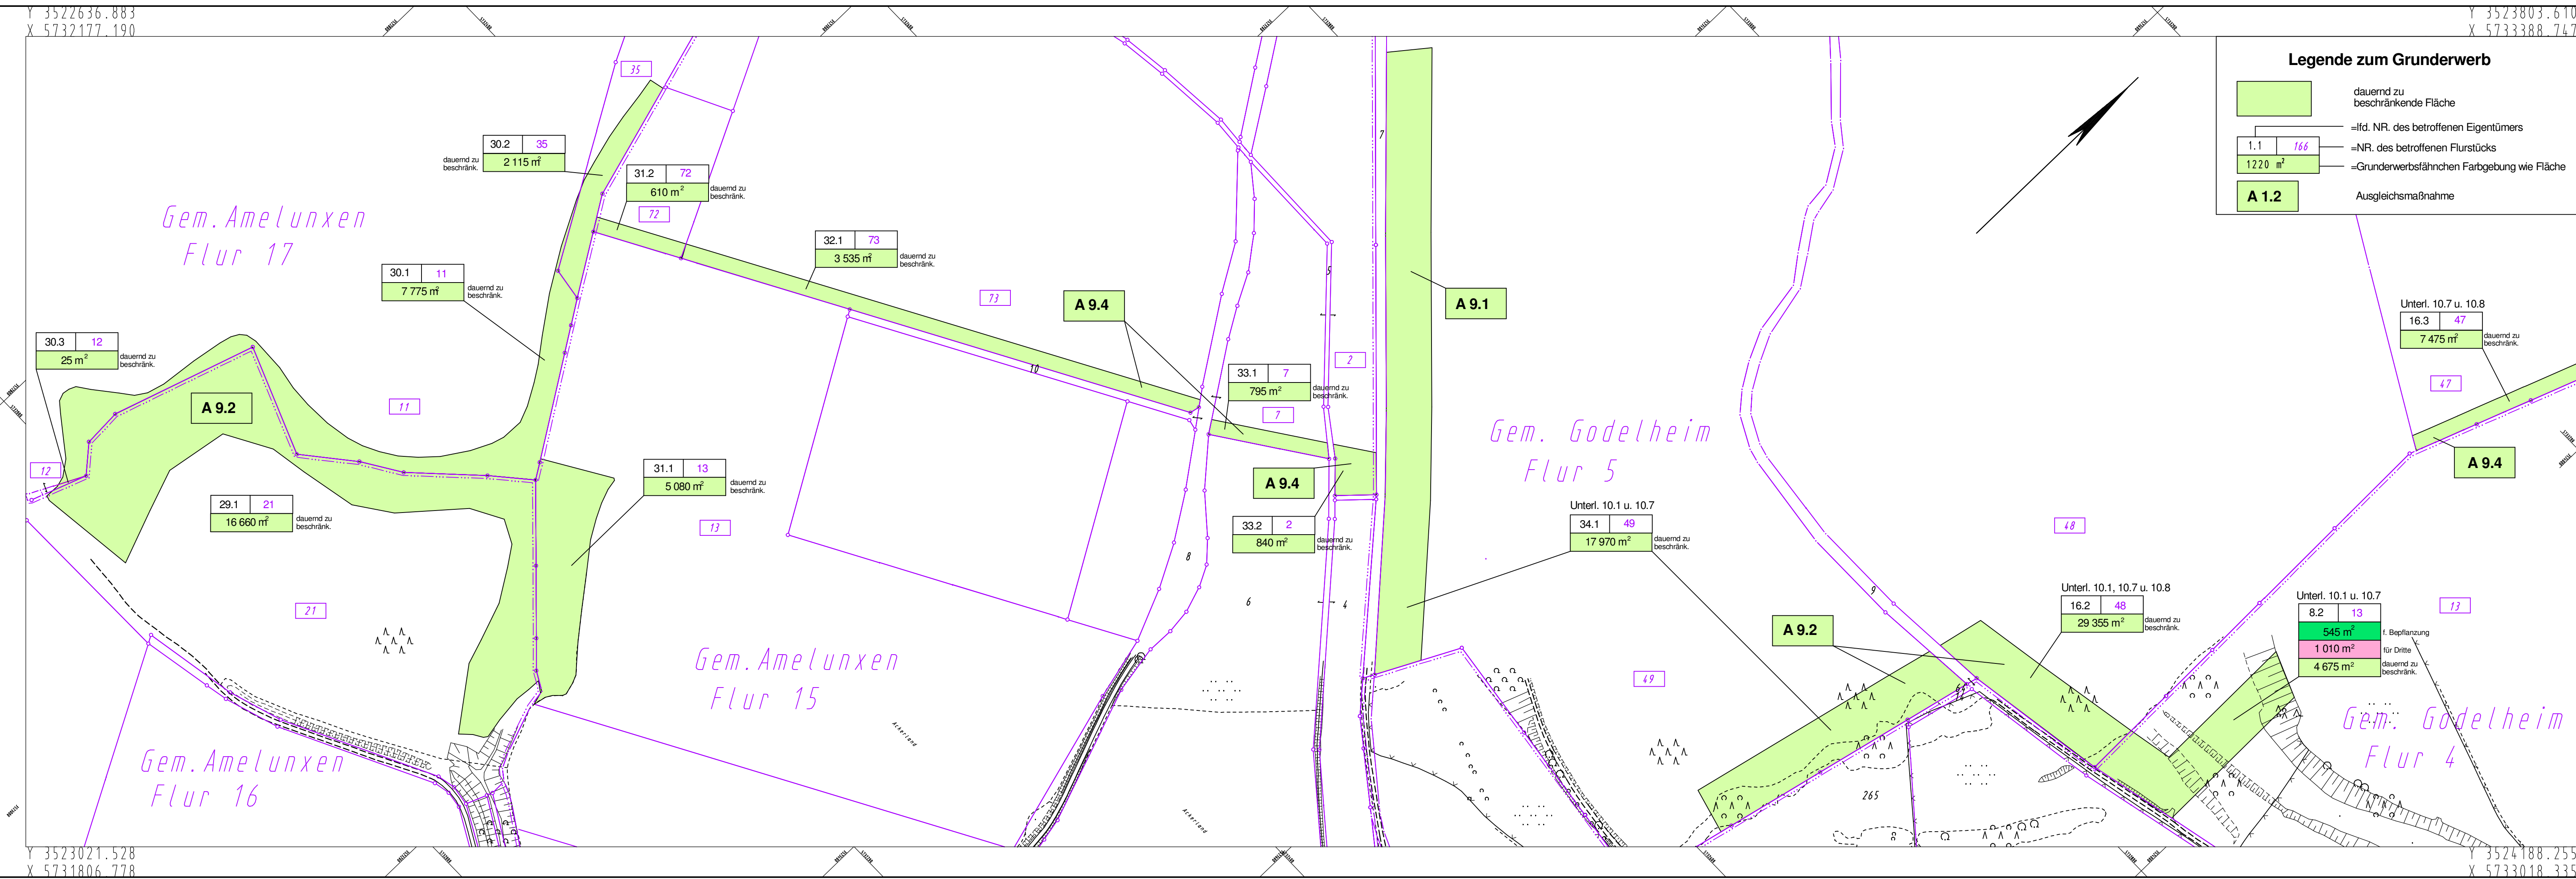 Y 3522636.883
X 5732177.190
Y 3523803.610
X 5733388.747
Legende zum Grunderwerb
dauernd zu
beschränkende Fläche
=lfd. NR. des betroffenen Eigentümers
1.1 166
=NR. des betroffenen Flurstücks
1220 m²
=Grunderwerbsfähnchen Farbgebung wie Fläche
A 1.2
Ausgleichsmaßnahme
35
30.2 35
2 115 m²
dauernd zu
beschränk.
31.2 72
610 m²
dauernd zu
beschränk.
72
Gem.Amelunxen
Flur 17
32.1 73
3 535 m²
dauernd zu
beschränk.
30.1 11
7 775 m²
dauernd zu
beschränk.
73
A 9.4
A 9.1
7
5
30.3 12
25 m²
dauernd zu
beschränk.
A 9.2
11
10
33.1 7
795 m²
dauernd zu
beschränk.
7
2
Unterl. 10.7 u. 10.8
16.3 47
7 475 m²
dauernd zu
beschränk.
47
A 9.4
12
29.1 21
16 660 m²
dauernd zu
beschränk.
31.1 13
5 080 m²
dauernd zu
beschränk.
13
A 9.4
33.2 2
840 m²
dauernd zu
beschränk.
Gem. Godelheim
Flur 5
Unterl. 10.1 u. 10.7
34.1 49
17 970 m²
dauernd zu
beschränk.
48
8
6
4
9
21
A 9.2
Unterl. 10.1, 10.7 u. 10.8
16.2 48
29 355 m²
dauernd zu
beschränk.
Unterl. 10.1 u. 10.7
8.2 13
545 m²
f. Bepflanzung
1 010 m²
für Dritte
4 675 m²
dauernd zu
beschränk.
13
Gem.Amelunxen
Flur 15
49
Gem.Amelunxen
Flur 16
Ackerland
Ackerland
265
Gem. Godelheim
Flur 4
Y 3523021.528
X 5731806.778
Y 3524188.255
X 5733018.335